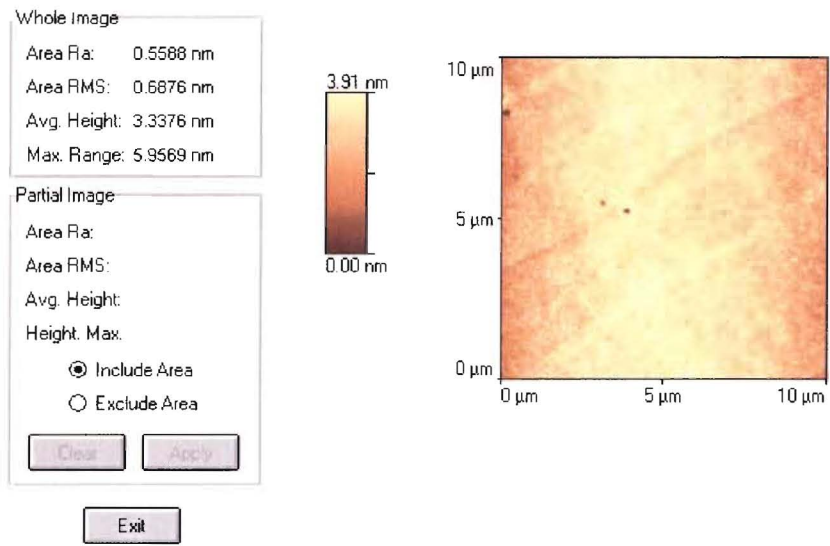 Whole Image
Area Ra: 0.5588 nm
Area RMS: 0.6876 nm
Avg. Height: 3.3376 nm
Max. Range: 5.9569 nm
Partial Image
Area Ra:
Area RMS:
Avg. Height:
Height. Max.
Include Area
Exclude Area
Clear Apply
Exit
3.91 nm
0.00 nm
10 µm
5 µm
0 µm
0 µm 5 µm 10 µm